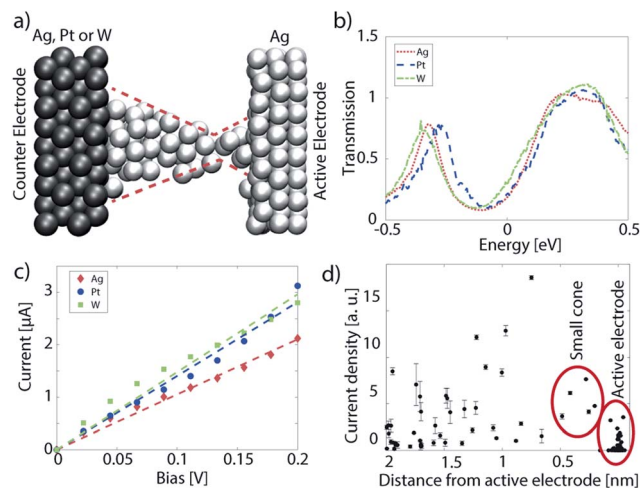 a)
Ag, Pt or W
Ag
Counter Electrode
Active Electrode
b)
Transmission
1.5
1
0.5
0
-0.5
0
0.5
Energy [eV]
Ag
Pt
W
c)
Current [µA]
3
2
1
0
0
0.05
0.1
0.15
0.2
Bias [V]
Ag
Pt
W
d)
Current density [a. u.]
15
10
5
0
2
1.5
1
0.5
0
Distance from active electrode [nm]
Small cone
Active electrode